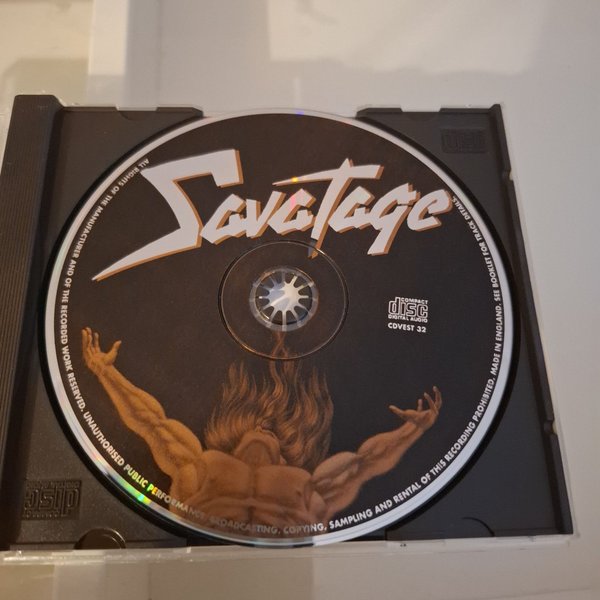 Savatage
COMPACT
disc
DIGITAL AUDIO
CDVEST 32
ALL RIGHTS OF THE MANUFACTURER AND OF THE RECORDED WORK RESERVED. UNAUTHORISED PUBLIC PERFORMANCE, BROADCASTING, COPYING, SAMPLING AND RENTAL OF THIS RECORDING PROHIBITED. MADE IN ENGLAND. SEE BOOKLET FOR TRACK DETAILS.
disc
disc